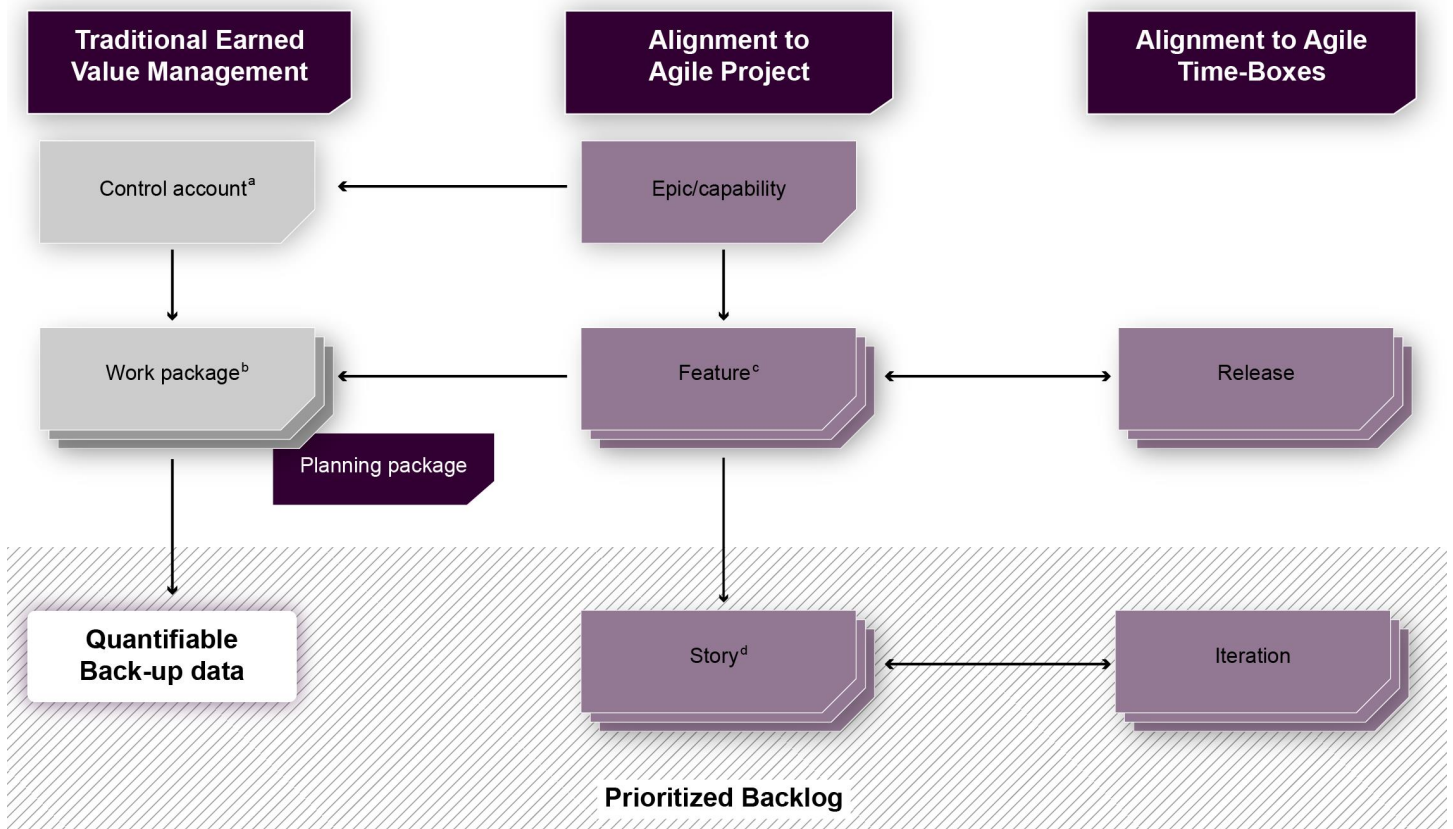 Traditional Earned
Value Management
Alignment to
Agile Project
Alignment to Agile
Time-Boxes
Control accountᵃ
Epic/capability
Work packageᵇ
Featureᶜ
Release
Planning package
Quantifiable
Back-up data
Storyᵈ
Iteration
Prioritized Backlog